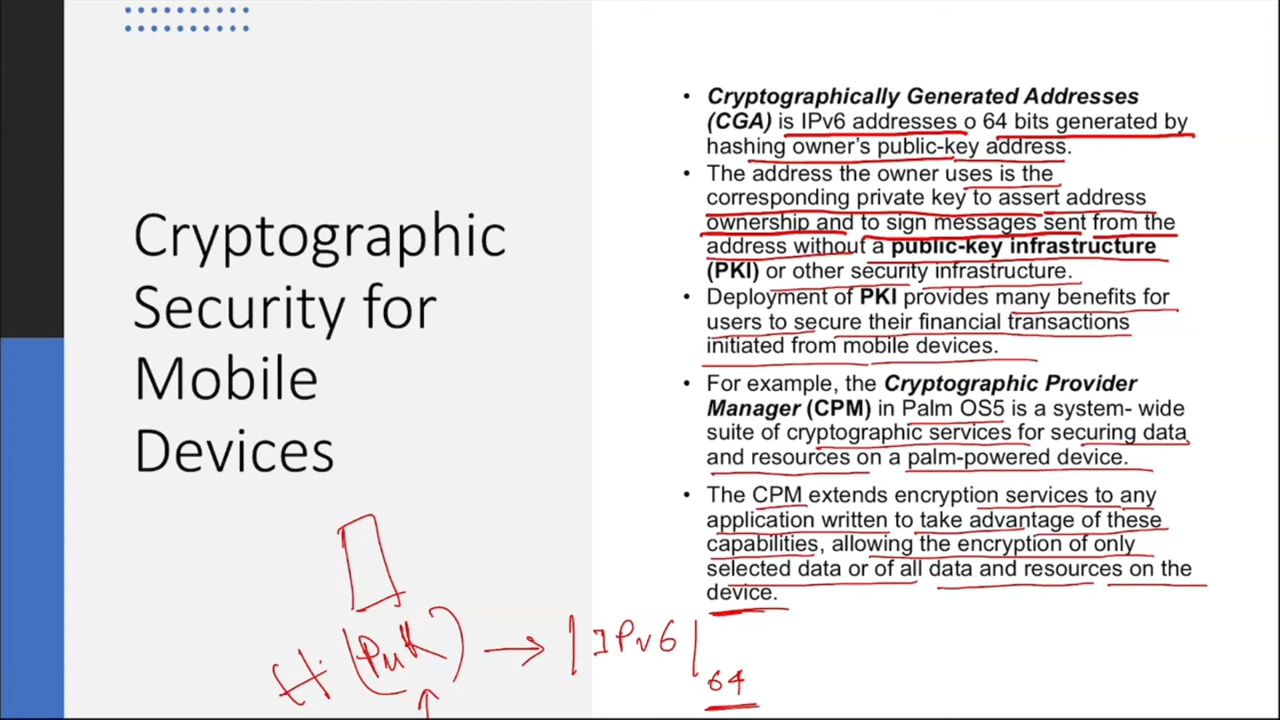 Cryptographic
Security for
Mobile
Devices
• Cryptographically Generated Addresses
(CGA) is IPv6 addresses o 64 bits generated by
hashing owner's public-key address.
• The address the owner uses is the
corresponding private key to assert address
ownership and to sign messages sent from the
address without a public-key infrastructure
(PKI) or other security infrastructure.
• Deployment of PKI provides many benefits for
users to secure their financial transactions
initiated from mobile devices.
• For example, the Cryptographic Provider
Manager (CPM) in Palm OS5 is a system- wide
suite of cryptographic services for securing data
and resources on a palm-powered device.
• The CPM extends encryption services to any
application written to take advantage of these
capabilities, allowing the encryption of only
selected data or of all data and resources on the
device.
H (PuK) → |IPv6|
64